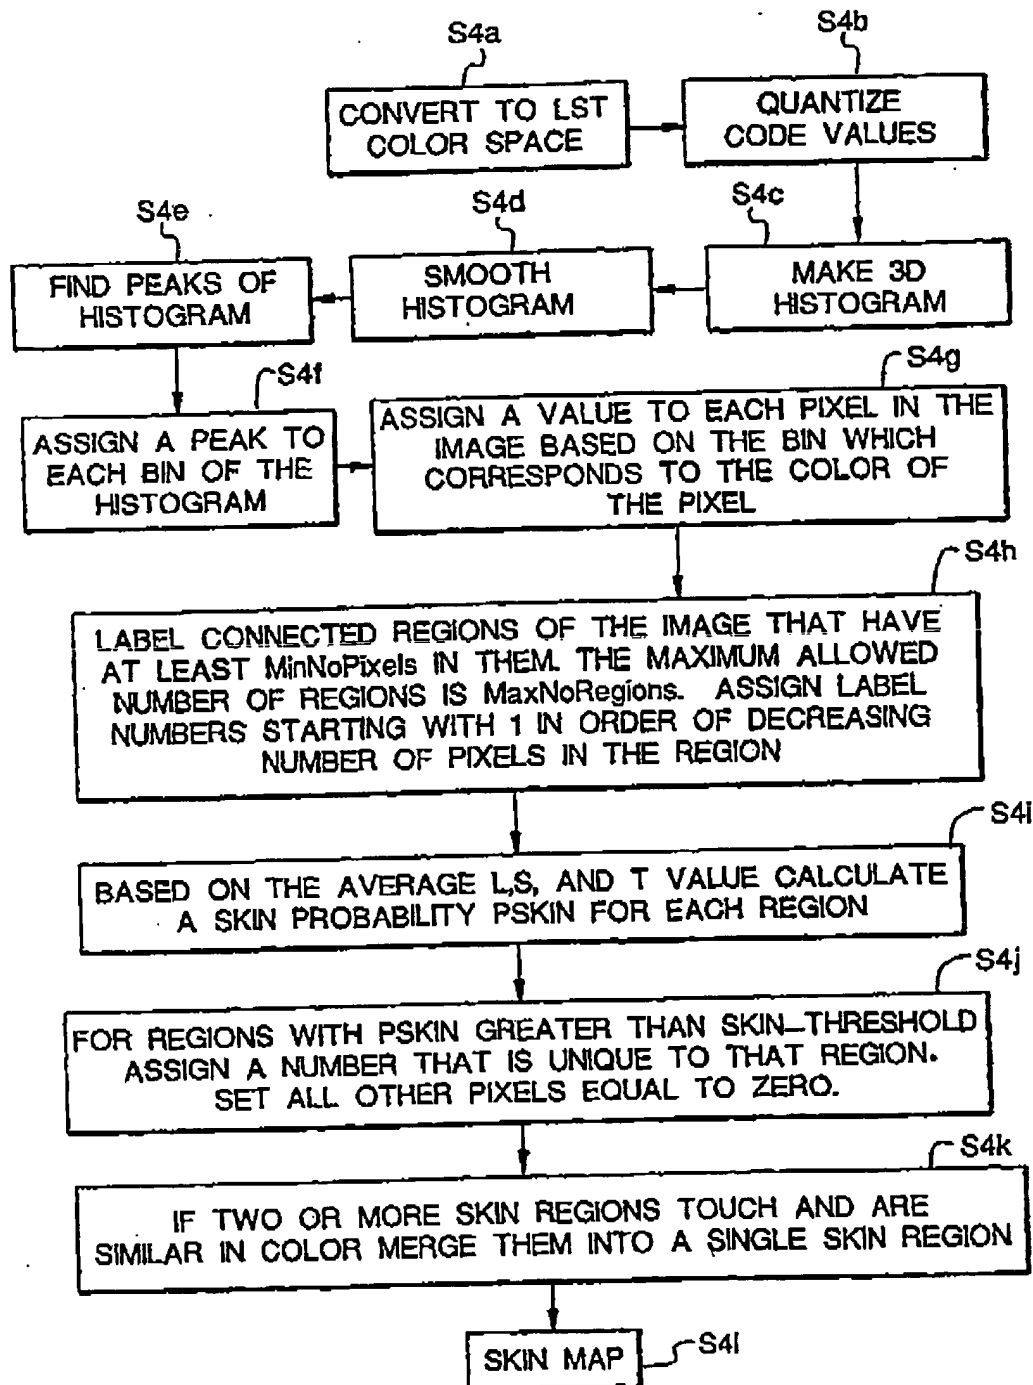 S4a
CONVERT TO LST
COLOR SPACE
S4b
QUANTIZE
CODE VALUES
S4c
MAKE 3D
HISTOGRAM
S4d
SMOOTH
HISTOGRAM
S4e
FIND PEAKS OF
HISTOGRAM
S4f
ASSIGN A PEAK TO
EACH BIN OF THE
HISTOGRAM
S4g
ASSIGN A VALUE TO EACH PIXEL IN THE
IMAGE BASED ON THE BIN WHICH
CORRESPONDS TO THE COLOR OF
THE PIXEL
S4h
LABEL CONNECTED REGIONS OF THE IMAGE THAT HAVE
AT LEAST MinNoPixels IN THEM. THE MAXIMUM ALLOWED
NUMBER OF REGIONS IS MaxNoRegions. ASSIGN LABEL
NUMBERS STARTING WITH 1 IN ORDER OF DECREASING
NUMBER OF PIXELS IN THE REGION
S4i
BASED ON THE AVERAGE L,S, AND T VALUE CALCULATE
A SKIN PROBABILITY PSKIN FOR EACH REGION
S4j
FOR REGIONS WITH PSKIN GREATER THAN SKIN-THRESHOLD
ASSIGN A NUMBER THAT IS UNIQUE TO THAT REGION.
SET ALL OTHER PIXELS EQUAL TO ZERO.
S4k
IF TWO OR MORE SKIN REGIONS TOUCH AND ARE
SIMILAR IN COLOR MERGE THEM INTO A SINGLE SKIN REGION
SKIN MAP
S4l